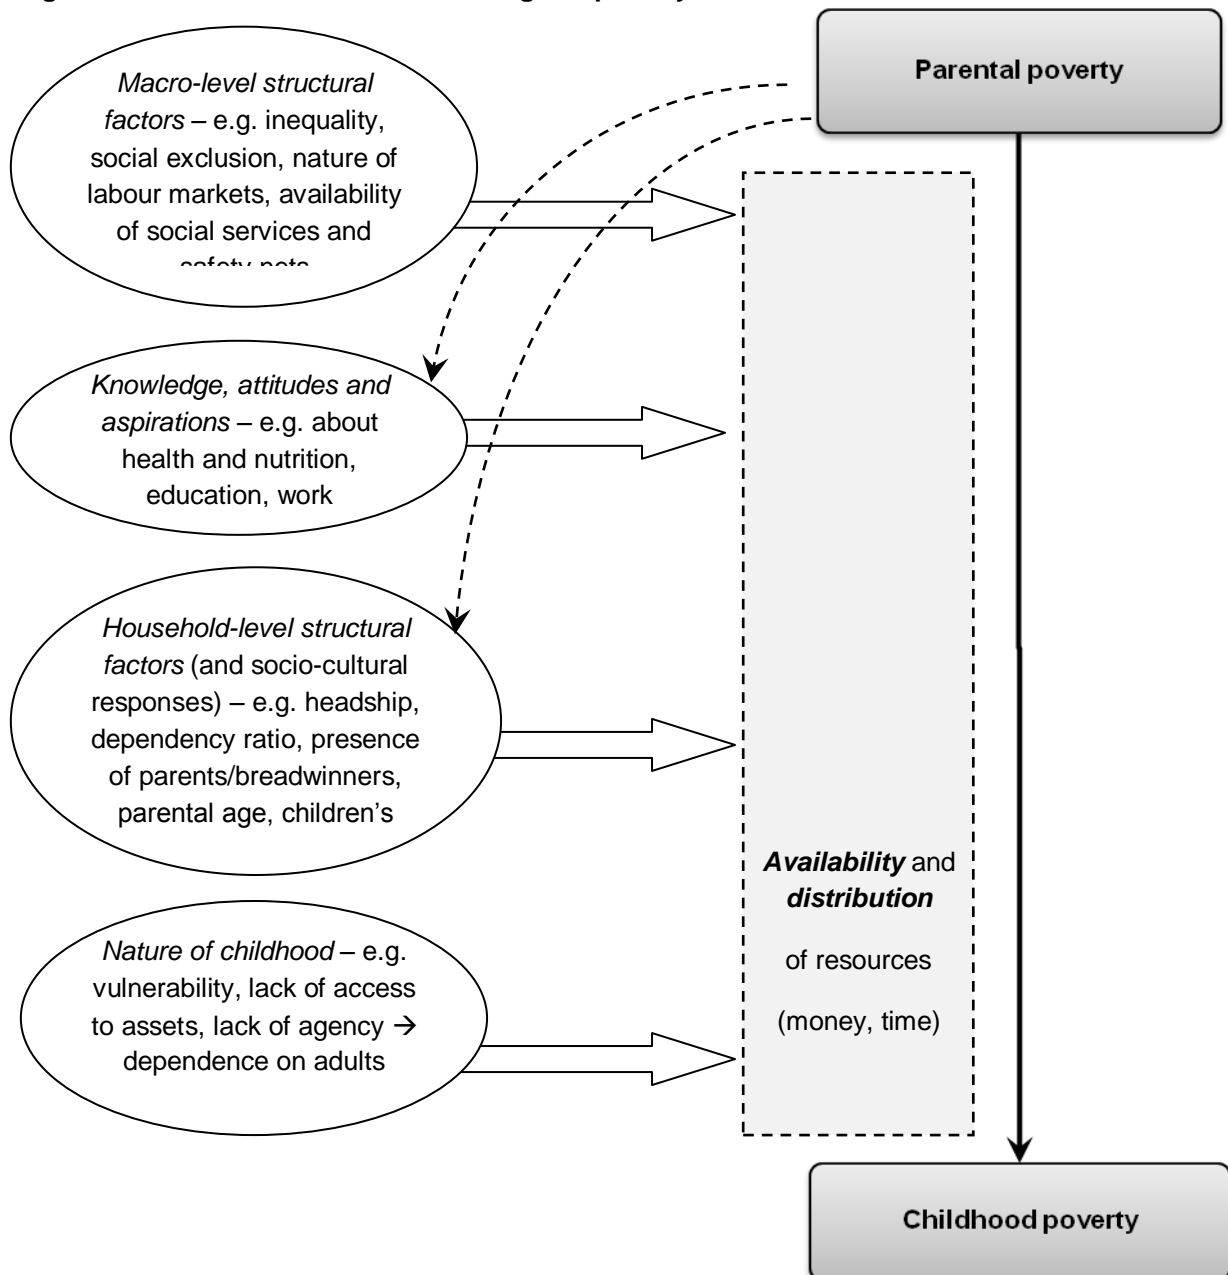 Parental poverty
Macro-level structural
factors – e.g. inequality,
social exclusion, nature of
labour markets, availability
of social services and
safety nets
Knowledge, attitudes and
aspirations – e.g. about
health and nutrition,
education, work
Household-level structural
factors (and socio-cultural
responses) – e.g. headship,
dependency ratio, presence
of parents/breadwinners,
parental age, children's
Nature of childhood – e.g.
vulnerability, lack of access
to assets, lack of agency →
dependence on adults
Availability and
distribution
of resources
(money, time)
Childhood poverty